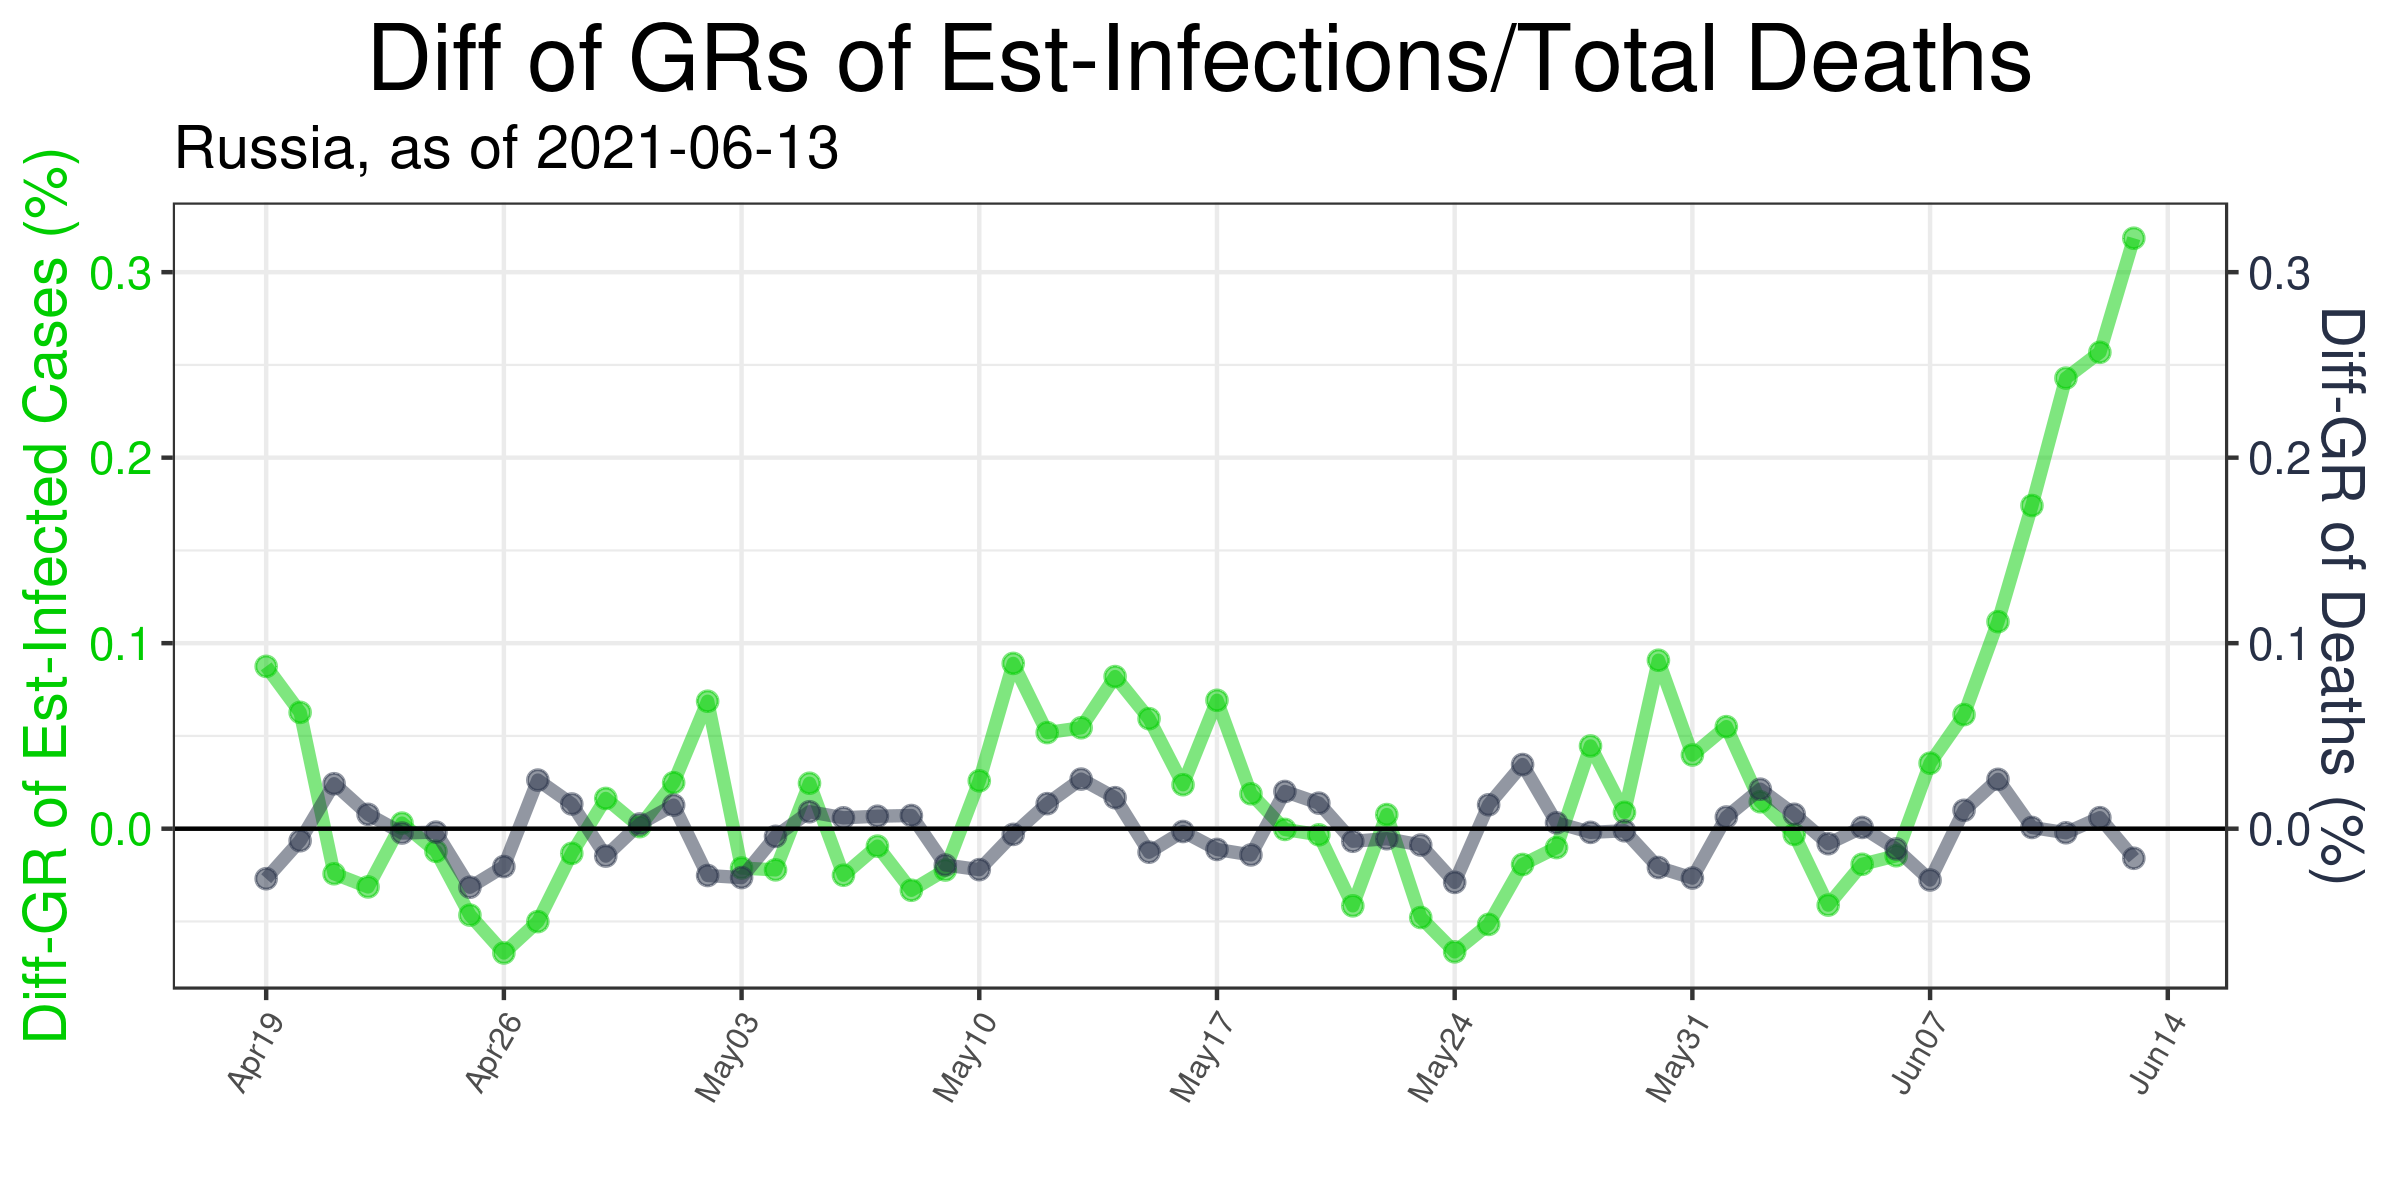 Diff of GRs of Est-Infections/Total Deaths
Russia, as of 2021-06-13
Diff-GR of Est-Infected Cases (%)
0.3
0.2
0.1
0.0
0.3
0.2
0.1
0.0
Diff-GR of Deaths (%)
Apr19
Apr26
May03
May10
May17
May24
May31
Jun07
Jun14